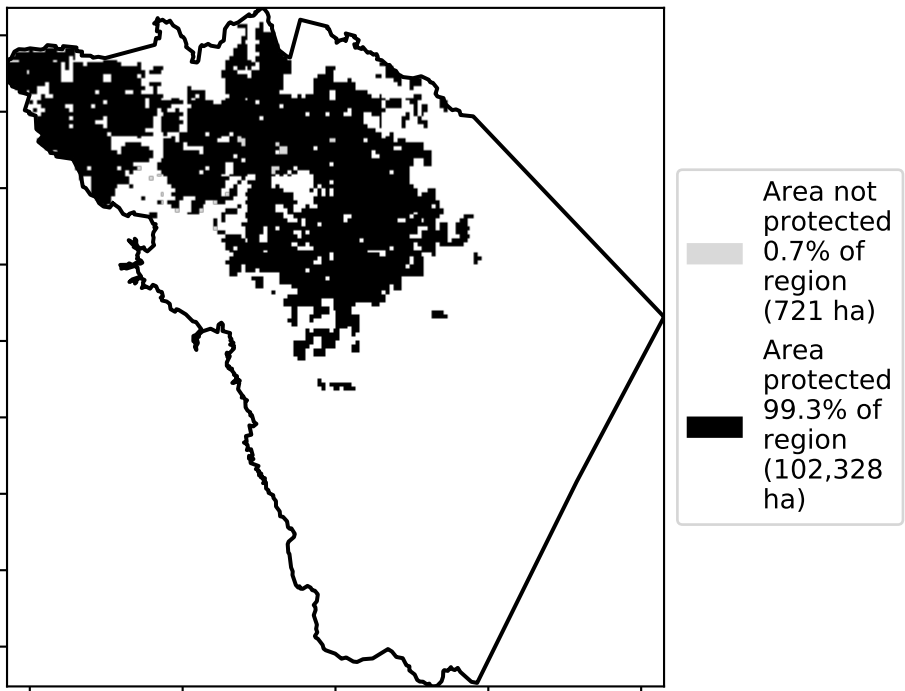 Area not
protected
0.7% of
region
(721 ha)
Area
protected
99.3% of
region
(102,328
ha)